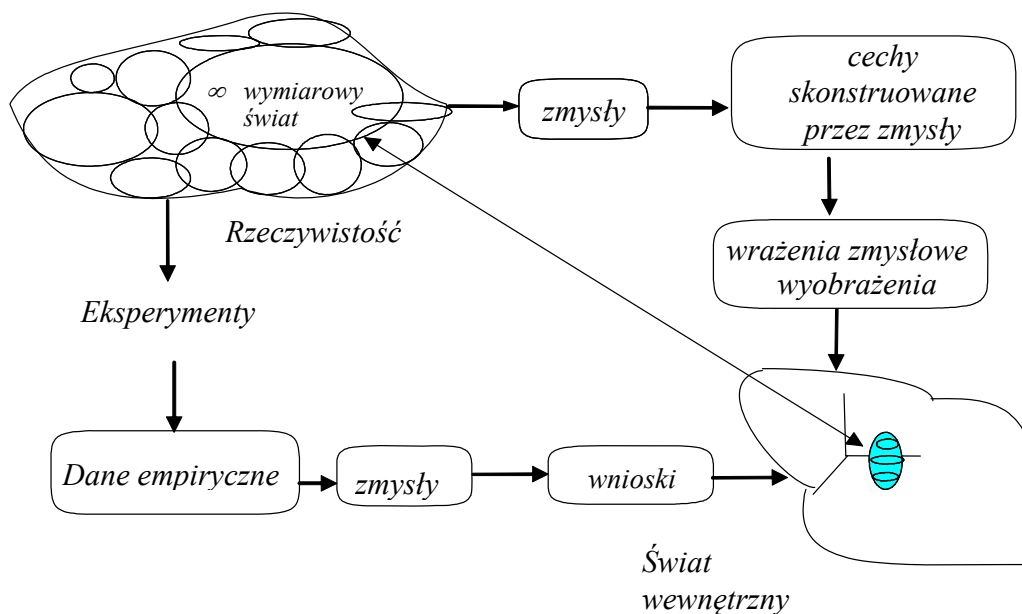 ∞ wymiarowy
świat
zmysły
cechy
skonstruowane
przez zmysły
Rzeczywistość
wrażenia zmysłowe
wyobrażenia
Eksperymenty
Dane empiryczne
zmysły
wnioski
Świat
wewnętrzny